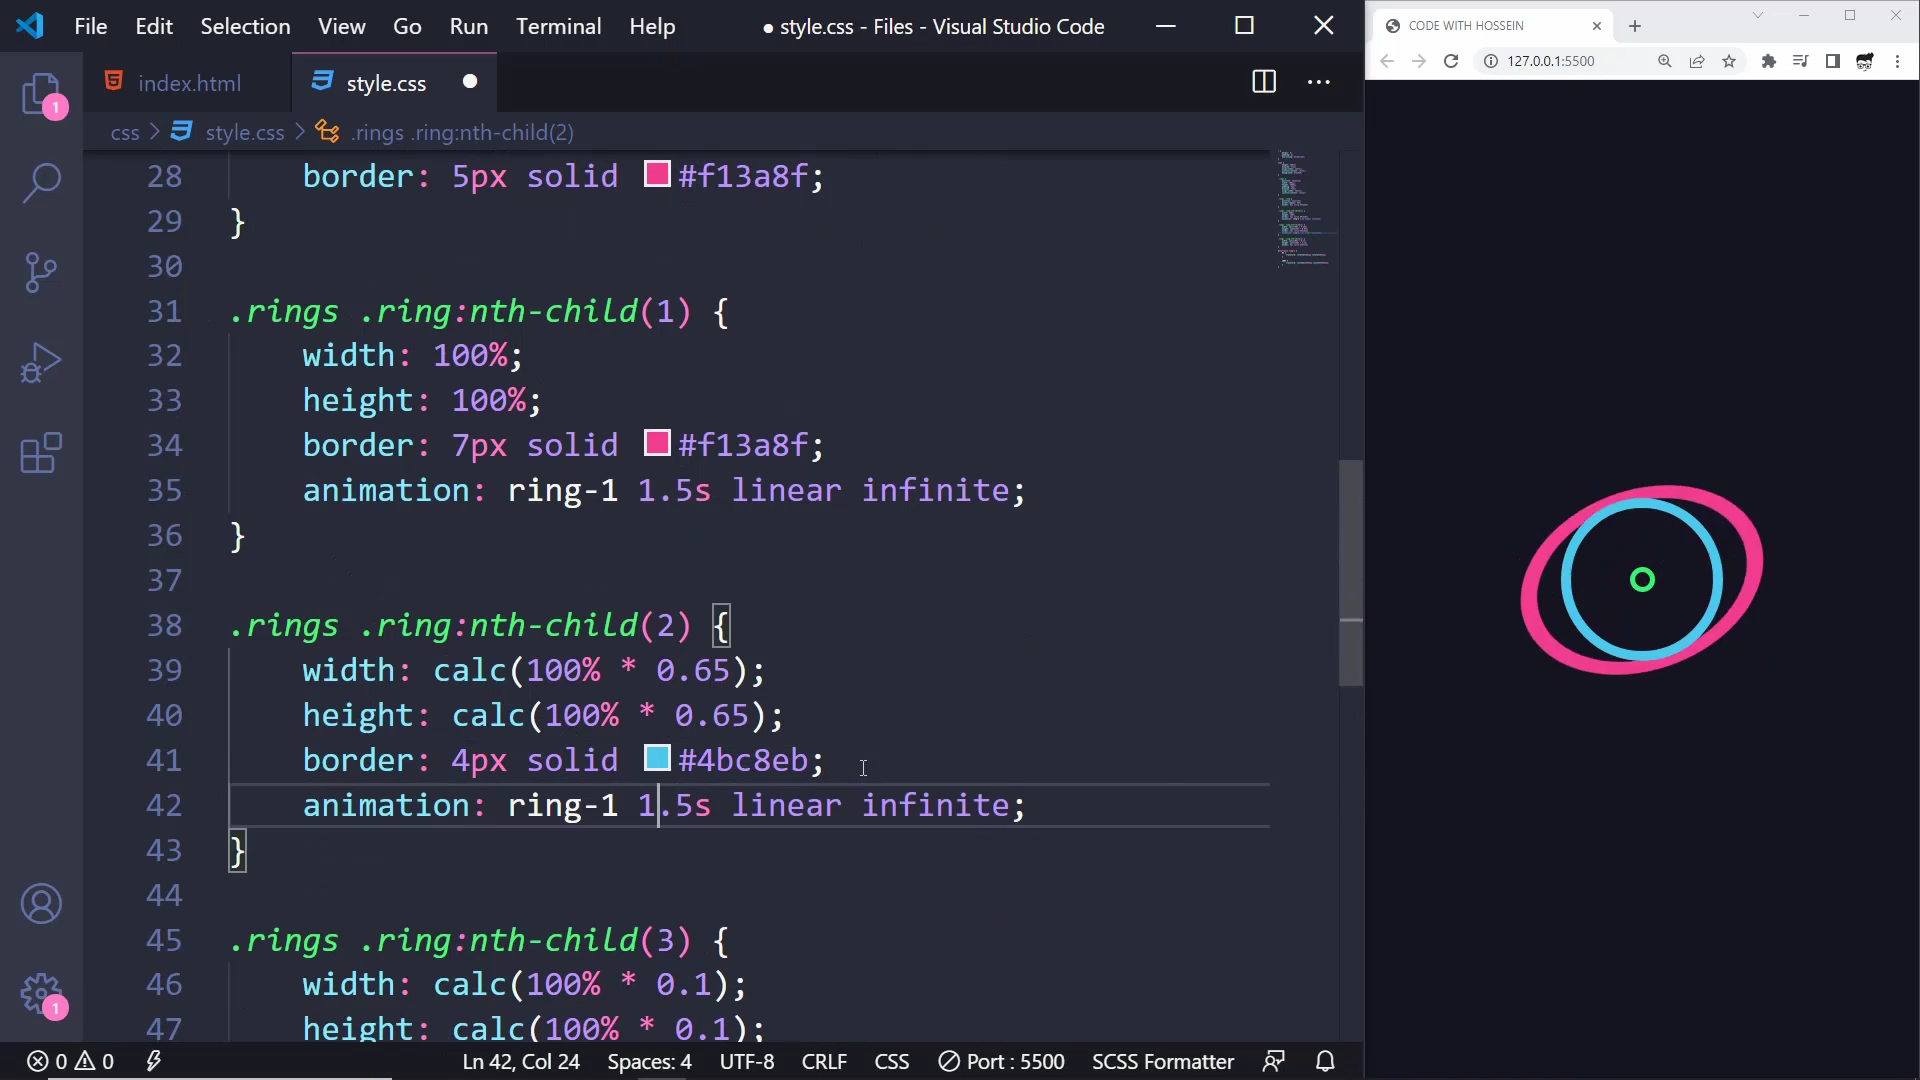 File Edit Selection View Go Run Terminal Help ● style.css - Files - Visual Studio Code
CODE WITH HOSSEIN
127.0.0.1:5500
index.html
style.css
css > style.css > .rings .ring:nth-child(2)
28 border: 5px solid #f13a8f;
29 }
30
31 .rings .ring:nth-child(1) {
32 width: 100%;
33 height: 100%;
34 border: 7px solid #f13a8f;
35 animation: ring-1 1.5s linear infinite;
36 }
37
38 .rings .ring:nth-child(2) {
39 width: calc(100% * 0.65);
40 height: calc(100% * 0.65);
41 border: 4px solid #4bc8eb;
42 animation: ring-1 1.5s linear infinite;
43 }
44
45 .rings .ring:nth-child(3) {
46 width: calc(100% * 0.1);
47 height: calc(100% * 0.1);
1
1
0 0 Ln 42, Col 24 Spaces: 4 UTF-8 CRLF CSS Port : 5500 SCSS Formatter